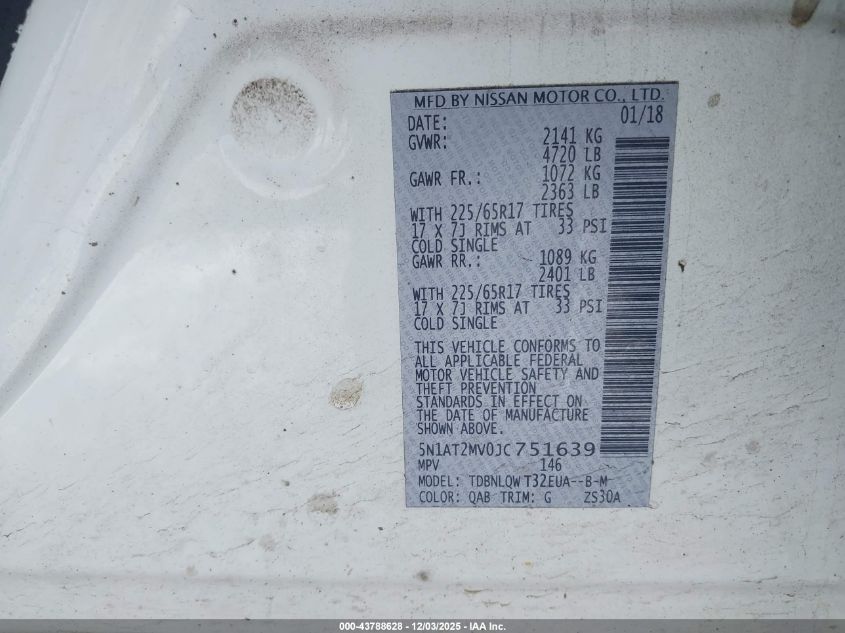 MFD BY NISSAN MOTOR CO., LTD.
DATE: 01/18
GVWR: 2141 KG
4720 LB
GAWR FR.: 1072 KG
2363 LB
WITH 225/65R17 TIRES
17 X 7J RIMS AT 33 PSI
COLD SINGLE
GAWR RR.: 1089 KG
2401 LB
WITH 225/65R17 TIRES
17 X 7J RIMS AT 33 PSI
COLD SINGLE
THIS VEHICLE CONFORMS TO
ALL APPLICABLE FEDERAL
MOTOR VEHICLE SAFETY AND
THEFT PREVENTION
STANDARDS IN EFFECT ON
THE DATE OF MANUFACTURE
SHOWN ABOVE.
5N1AT2MV0JC751639
MPV 146
MODEL: TDBNLQW T32EUA--B-M
COLOR: QAB TRIM: G ZS30A
000-43788628 - 12/03/2025 - IAA Inc.